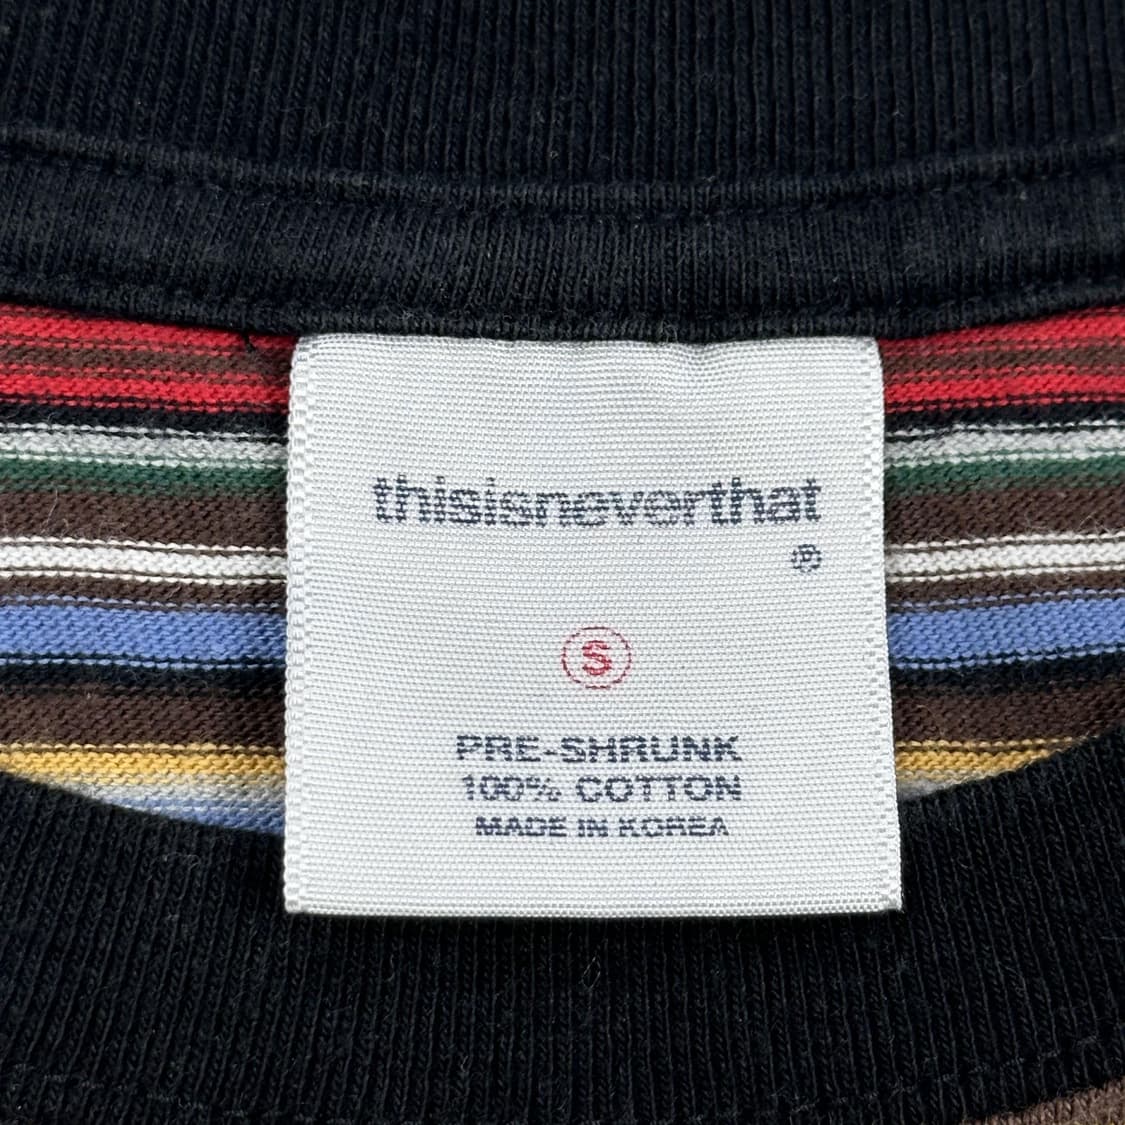 thisisneverthat
®
S
PRE-SHRUNK
100% COTTON
MADE IN KOREA